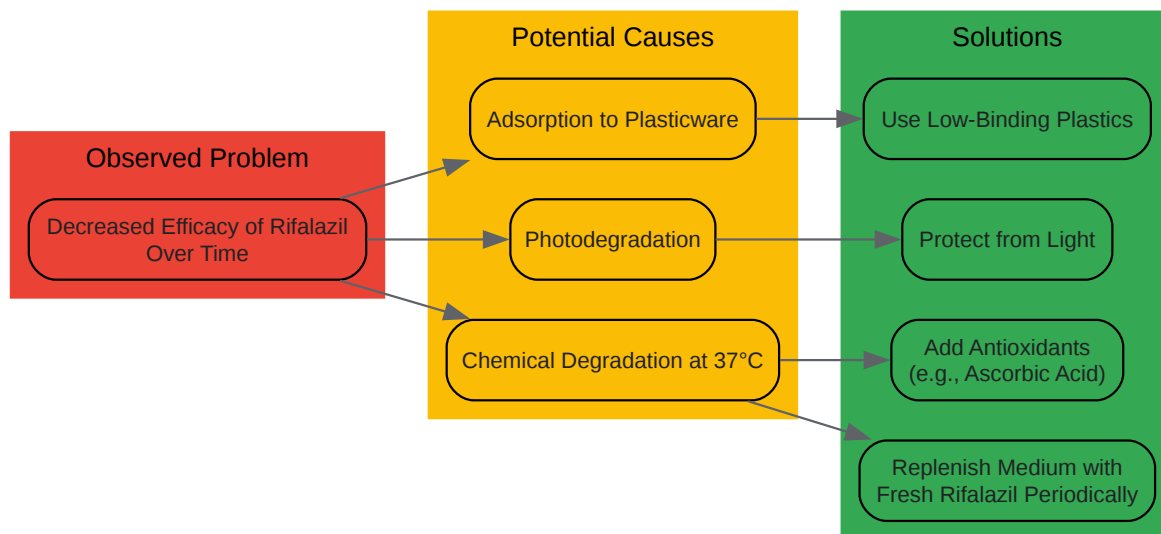 Observed Problem
Decreased Efficacy of Rifalazil
Over Time
Potential Causes
Adsorption to Plasticware
Photodegradation
Chemical Degradation at 37°C
Solutions
Use Low-Binding Plastics
Protect from Light
Add Antioxidants
(e.g., Ascorbic Acid)
Replenish Medium with
Fresh Rifalazil Periodically